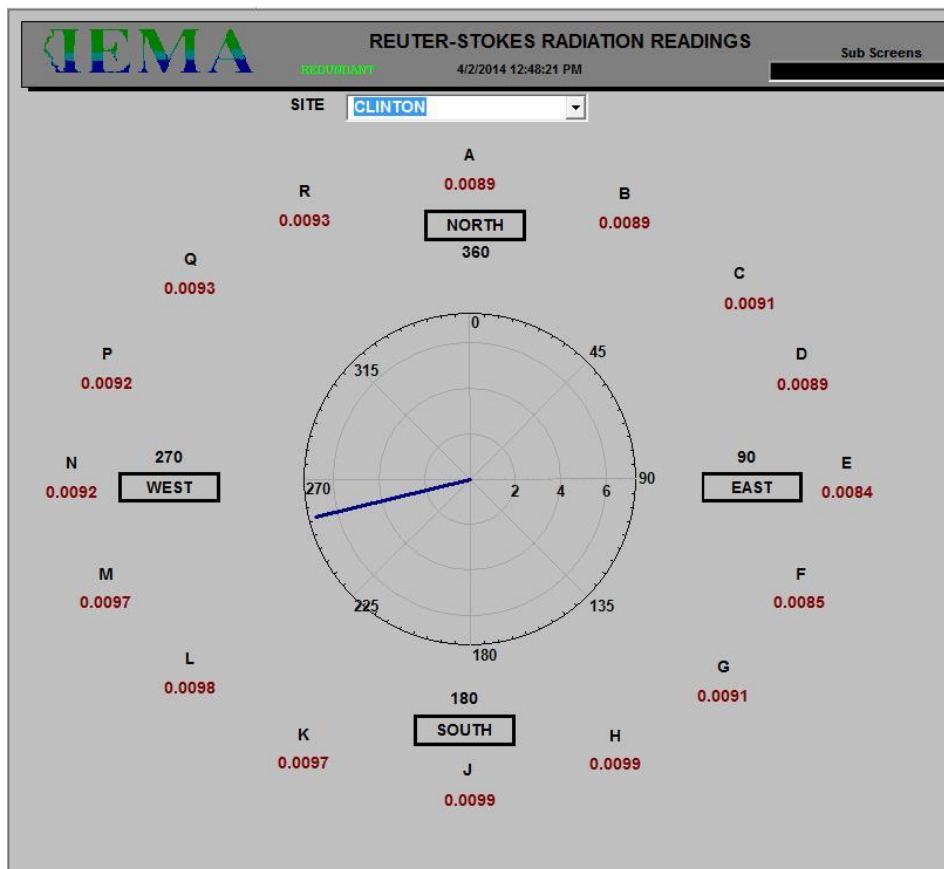 IEMA
REUTER-STOKES RADIATION READINGS
Sub Screens
REDUNDANT
4/2/2014 12:48:21 PM
SITE
CLINTON
A
0.0089
R
0.0093
B
0.0089
NORTH
360
Q
0.0093
C
0.0091
0
45
315
P
0.0092
D
0.0089
N
0.0092
270
WEST
270
2 4 6
90
90
EAST
E
0.0084
M
0.0097
F
0.0085
225
135
180
L
0.0098
G
0.0091
180
SOUTH
K
0.0097
H
0.0099
J
0.0099